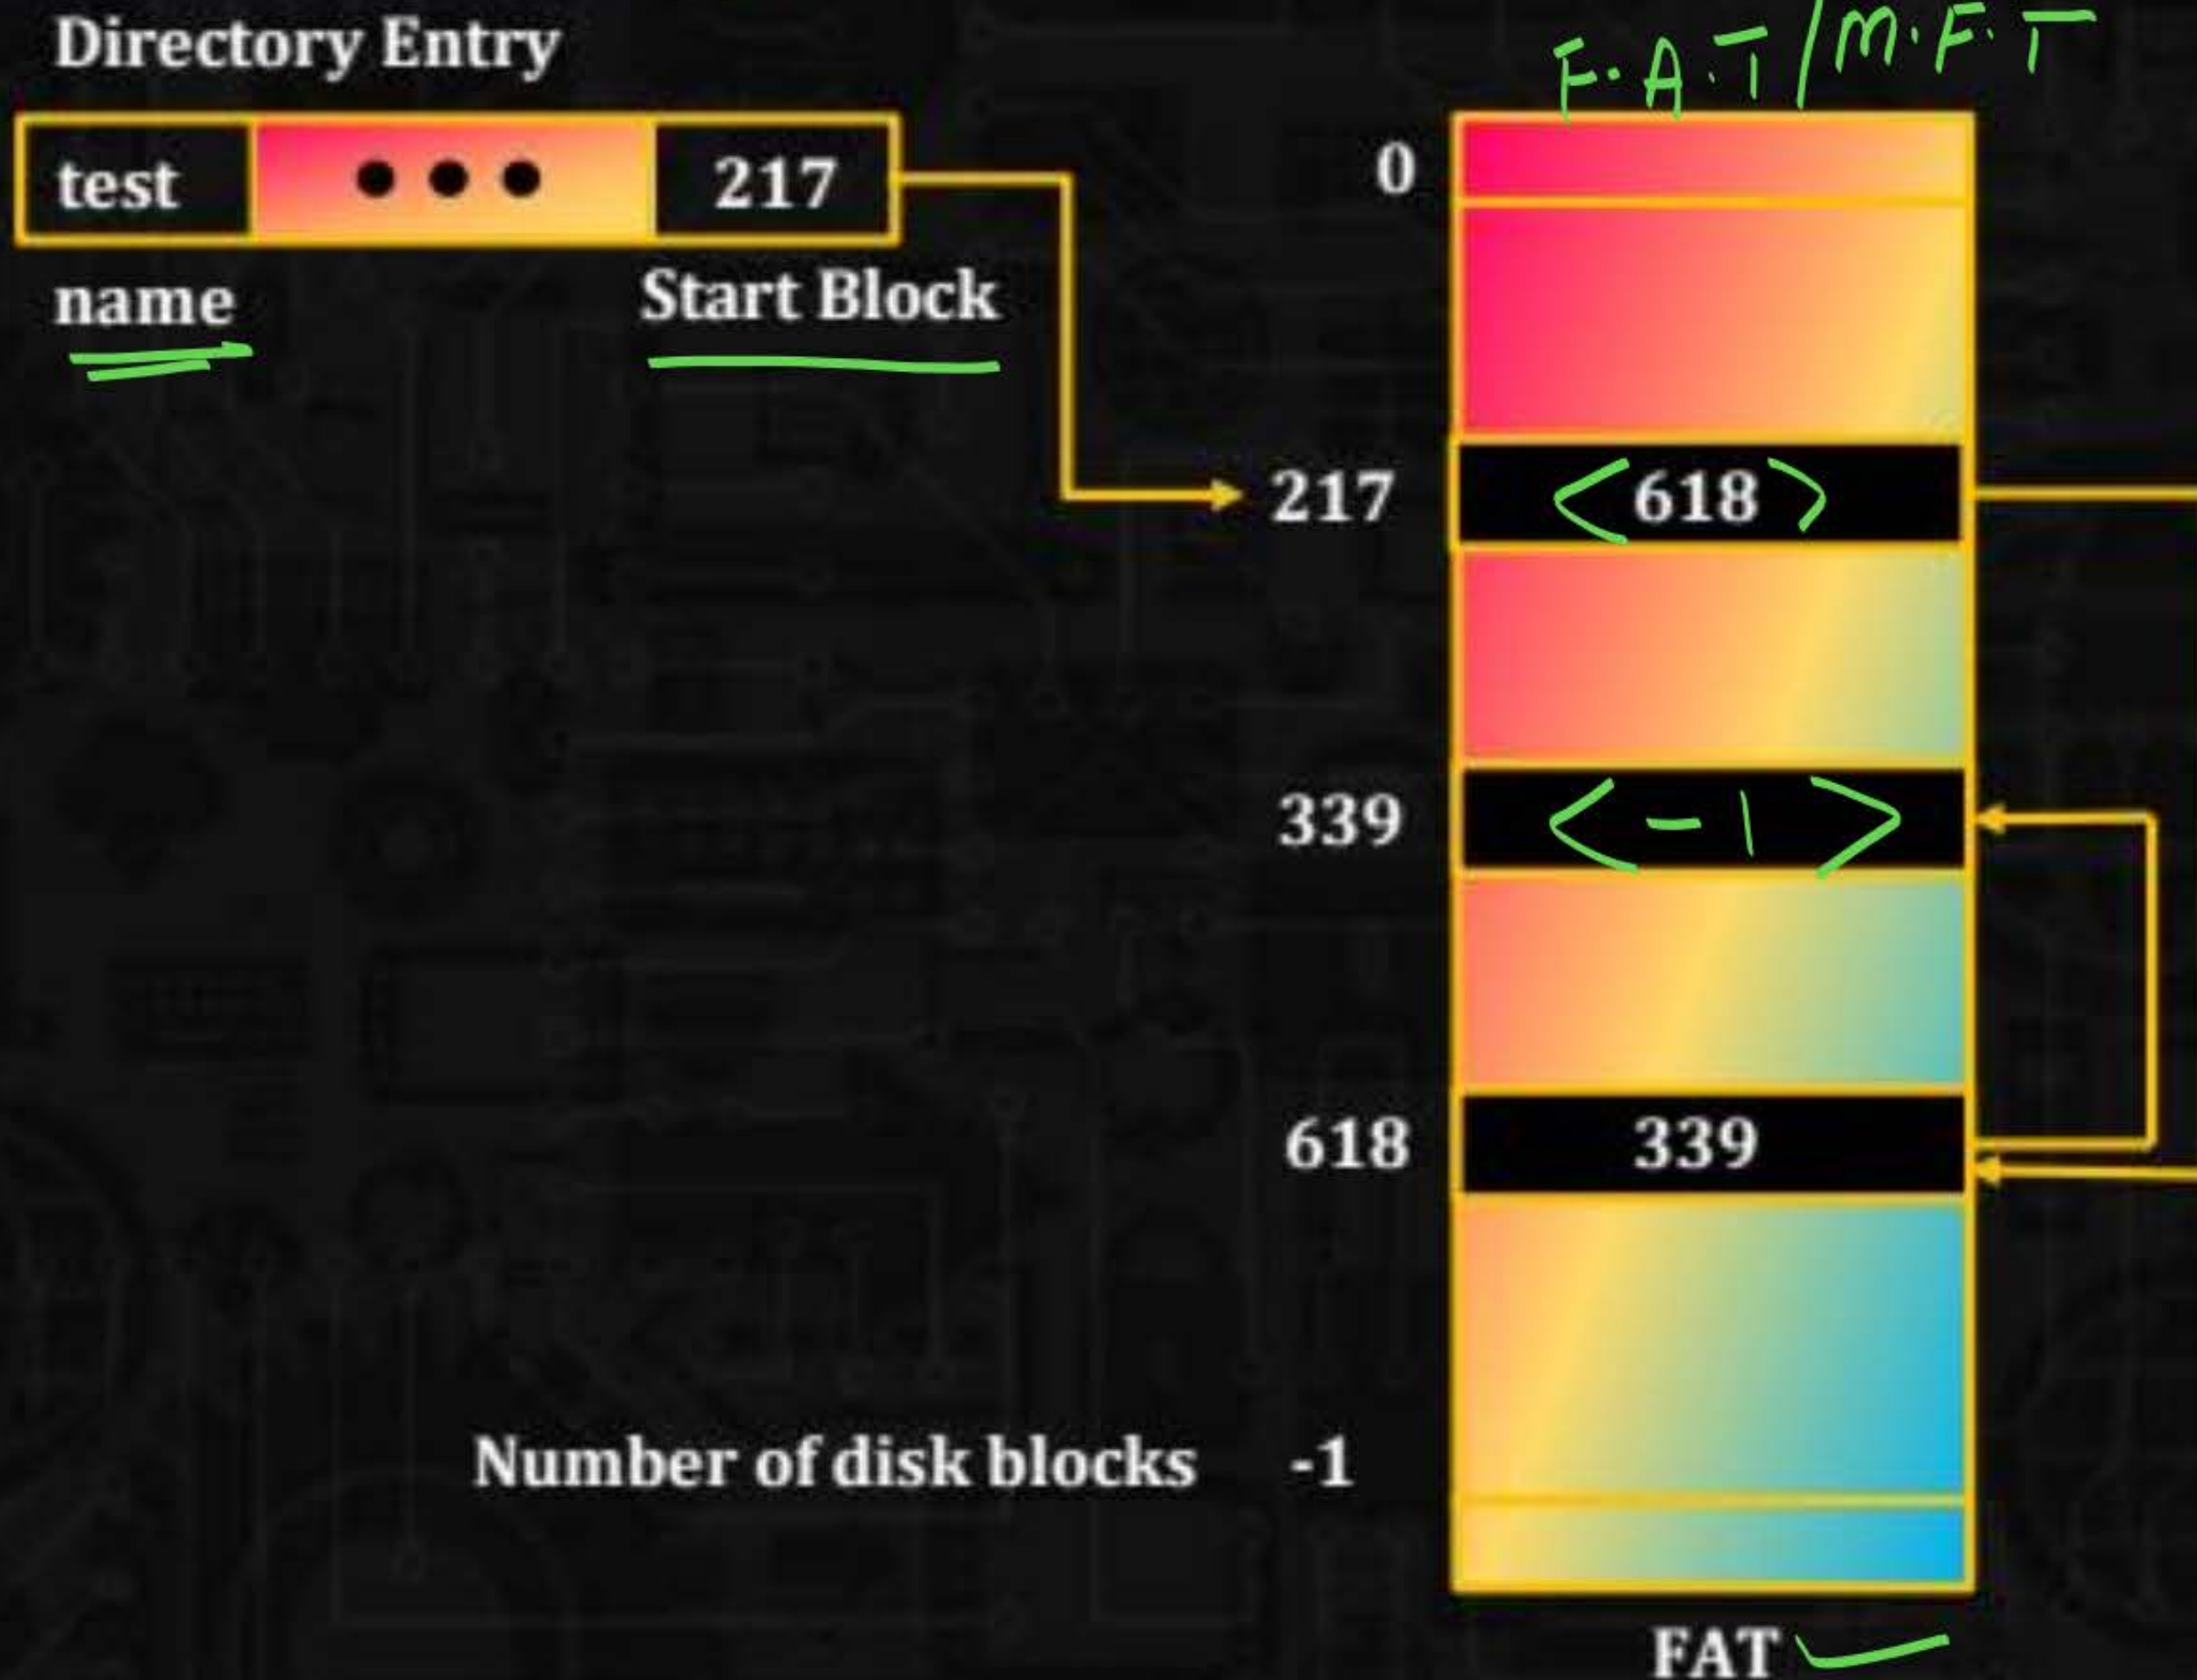 Directory Entry
F.A.T/M.F.T
test ••• 217
0
name Start Block
217 <618>
339 <-1>
618 339
Number of disk blocks -1
FAT